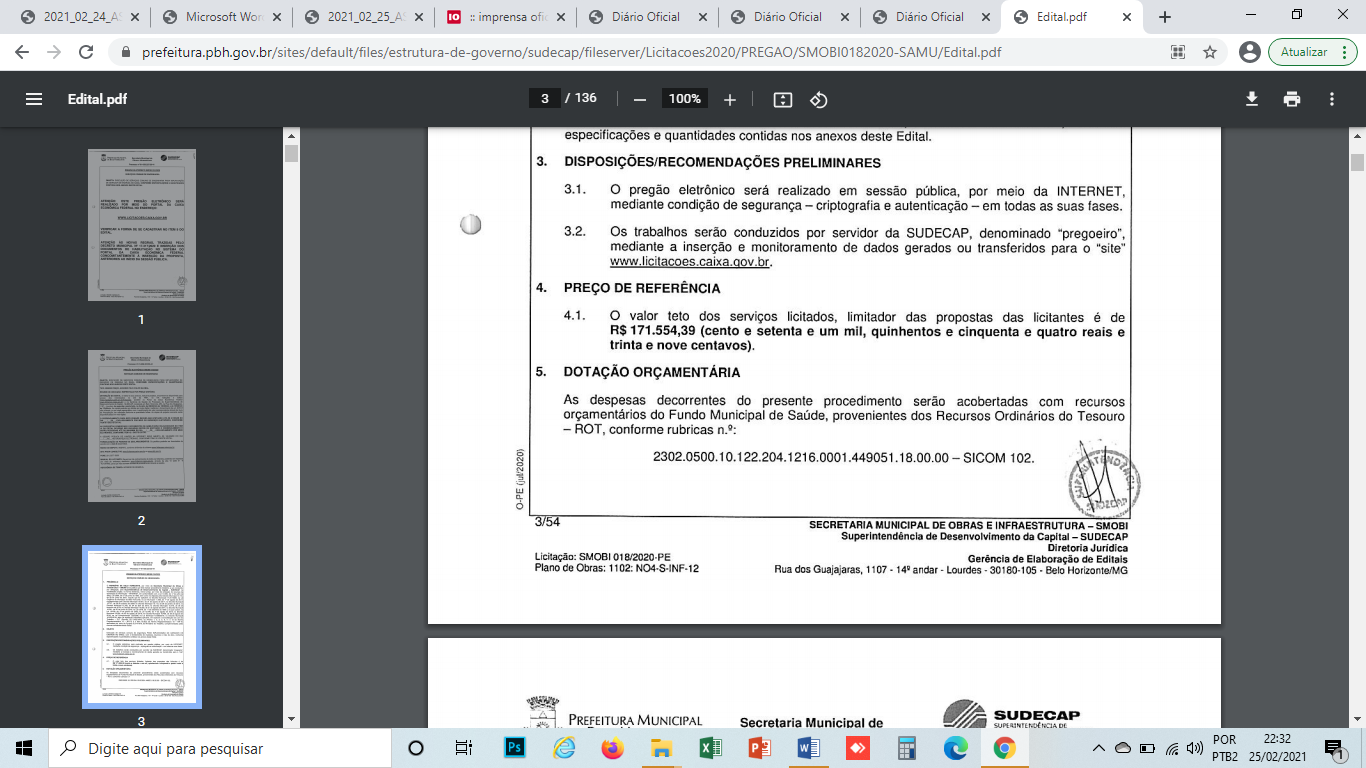 2021_02_24_AS
Microsoft Wor
2021_02_25_AS
IO :: imprensa ofic
Diário Oficial
Diário Oficial
Diário Oficial
Edital.pdf
prefeitura.pbh.gov.br/sites/default/files/estrutura-de-governo/sudecap/fileserver/Licitacoes2020/PREGAO/SMOBI0182020-SAMU/Edital.pdf
Atualizar
Edital.pdf
3 / 136
100%
1
2
3
especificações e quantidades contidas nos anexos deste Edital.
3. DISPOSIÇÕES/RECOMENDAÇÕES PRELIMINARES
3.1. O pregão eletrônico será realizado em sessão pública, por meio da INTERNET,
mediante condição de segurança – criptografia e autenticação – em todas as suas fases.
3.2. Os trabalhos serão conduzidos por servidor da SUDECAP, denominado “pregoeiro”,
mediante a inserção e monitoramento de dados gerados ou transferidos para o “site”
www.licitacoes.caixa.gov.br.
4. PREÇO DE REFERÊNCIA
4.1. O valor teto dos serviços licitados, limitador das propostas das licitantes é de
R$ 171.554,39 (cento e setenta e um mil, quinhentos e cinquenta e quatro reais e
trinta e nove centavos).
5. DOTAÇÃO ORÇAMENTÁRIA
As despesas decorrentes do presente procedimento serão acobertadas com recursos
orçamentários do Fundo Municipal de Saúde, provenientes dos Recursos Ordinários do Tesouro
– ROT, conforme rubricas n.º:
2302.0500.10.122.204.1216.0001.449051.18.00.00 – SICOM 102.
SUPERINTENDÊNCIA
SUDECAP
O-PE (jul/2020)
3/54
SECRETARIA MUNICIPAL DE OBRAS E INFRAESTRUTURA – SMOBI
Superintendência de Desenvolvimento da Capital – SUDECAP
Diretoria Jurídica
Licitação: SMOBI 018/2020-PE
Gerência de Elaboração de Editais
Plano de Obras: 1102: NO4-S-INF-12
Rua dos Guajajaras, 1107 - 14º andar - Lourdes - 30180-105 - Belo Horizonte/MG
PREFEITURA MUNICIPAL
Secretaria Municipal de
SUDECAP
SUPERINTENDÊNCIA DE
Digite aqui para pesquisar
Ps
POR
PTB2
22:32
25/02/2021
1